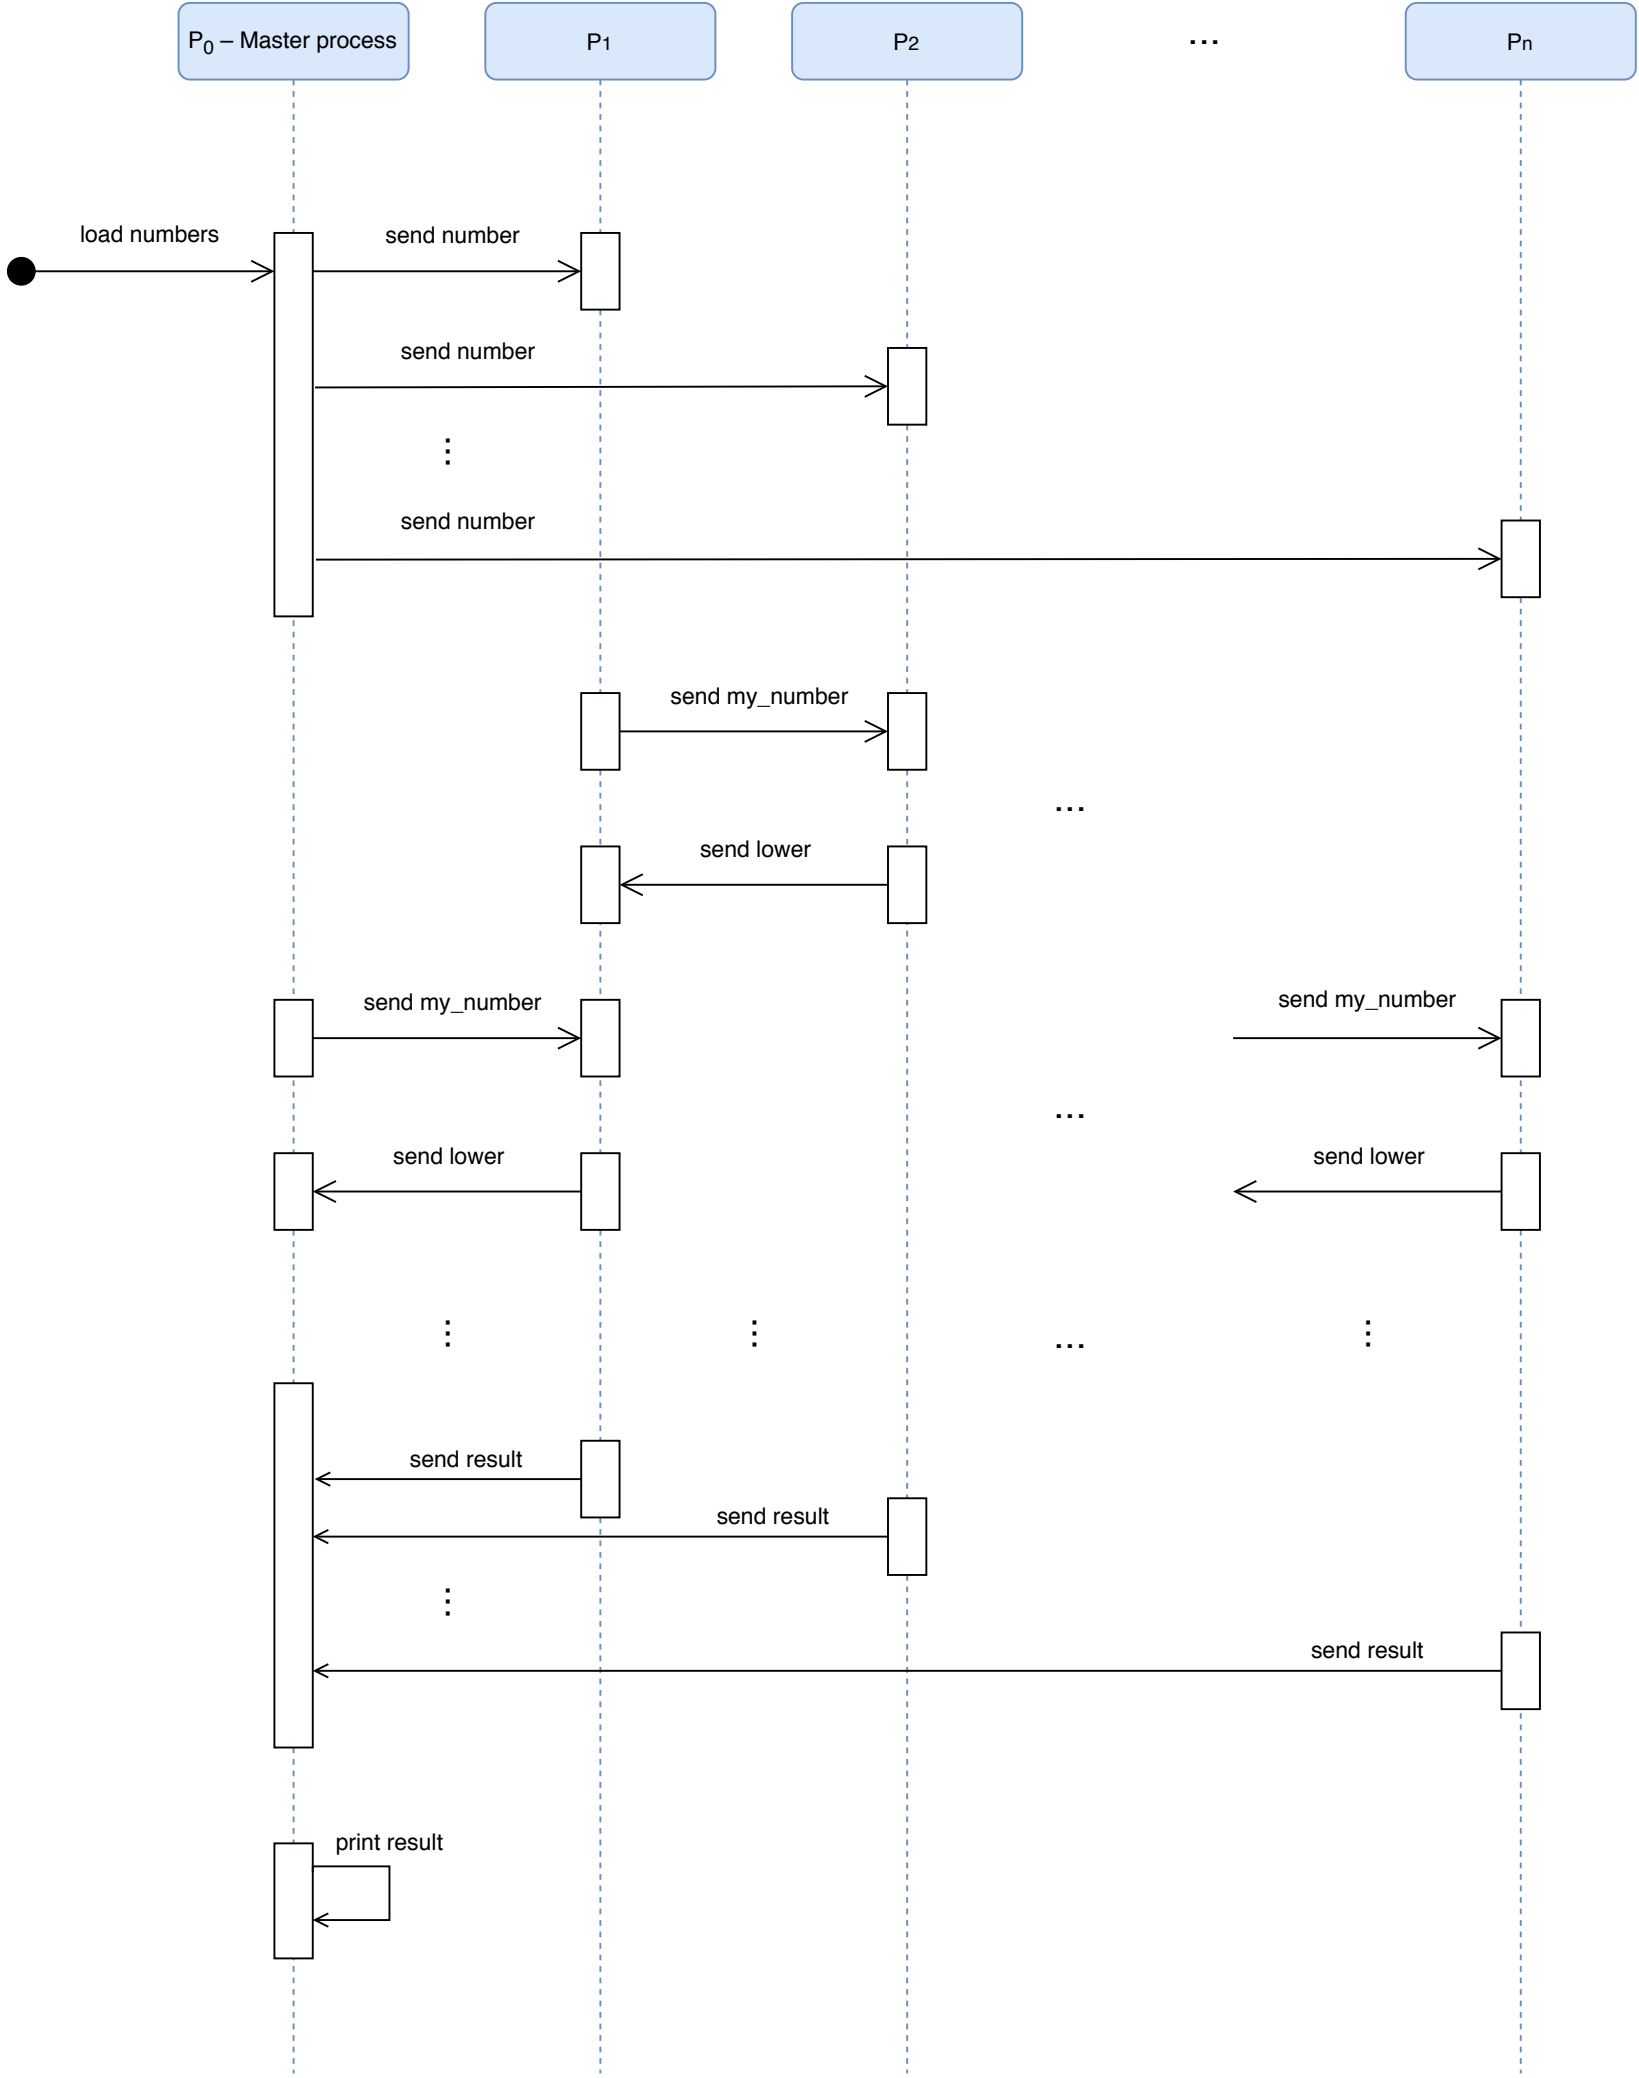 P0 – Master process
P1
P2
...
Pn
load numbers
send number
send number
...
send number
send my_number
...
send lower
send my_number
send my_number
...
send lower
send lower
...
...
...
...
send result
send result
...
send result
print result